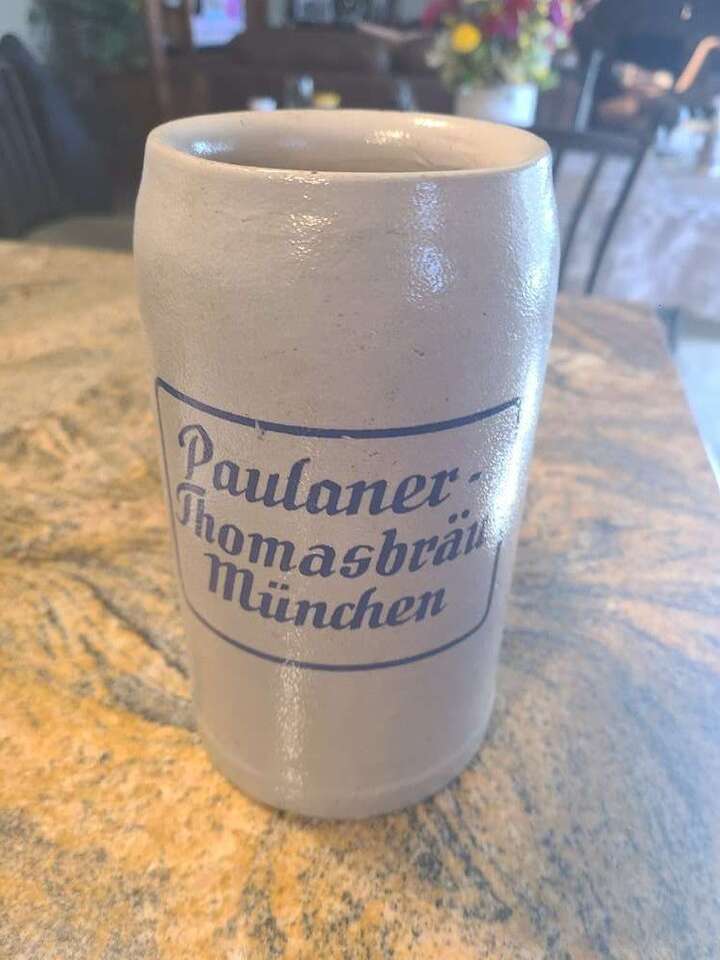 Paulaner-
Thomasbräu
München